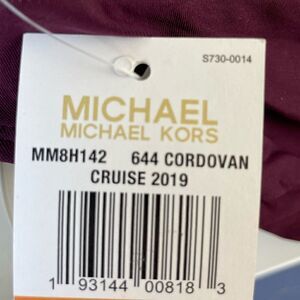 S730-0014
MICHAEL
MICHAEL KORS
MM8H142 644 CORDOVAN
CRUISE 2019
1 93144 00818 3